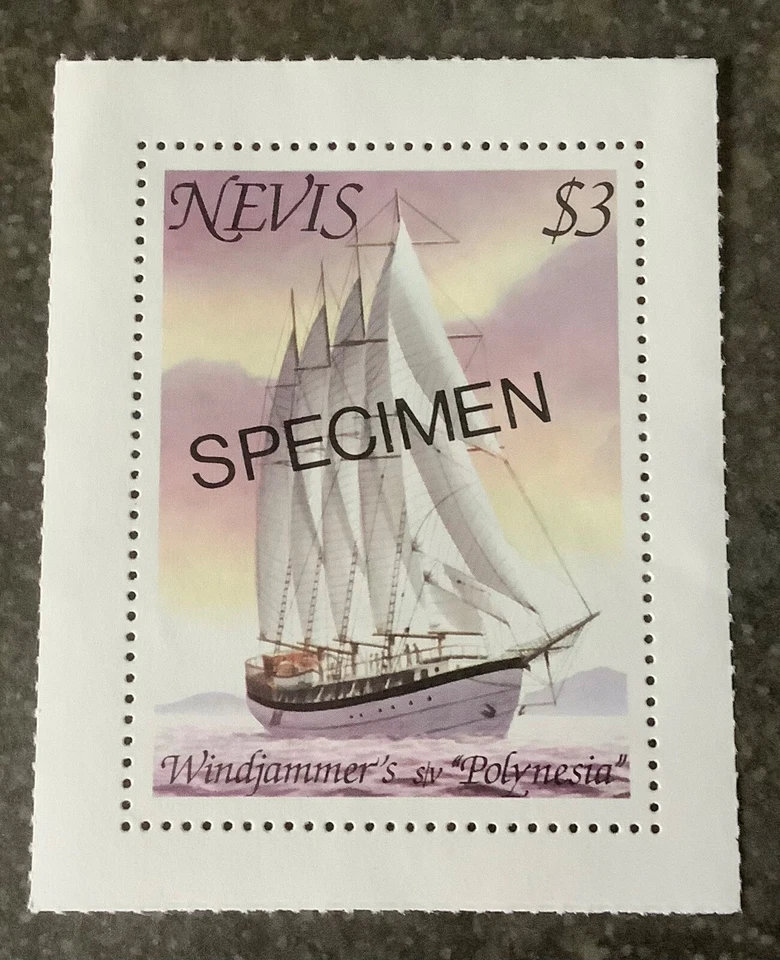 NEVIS $3
SPECIMEN
Windjammer's s/v "Polynesia"